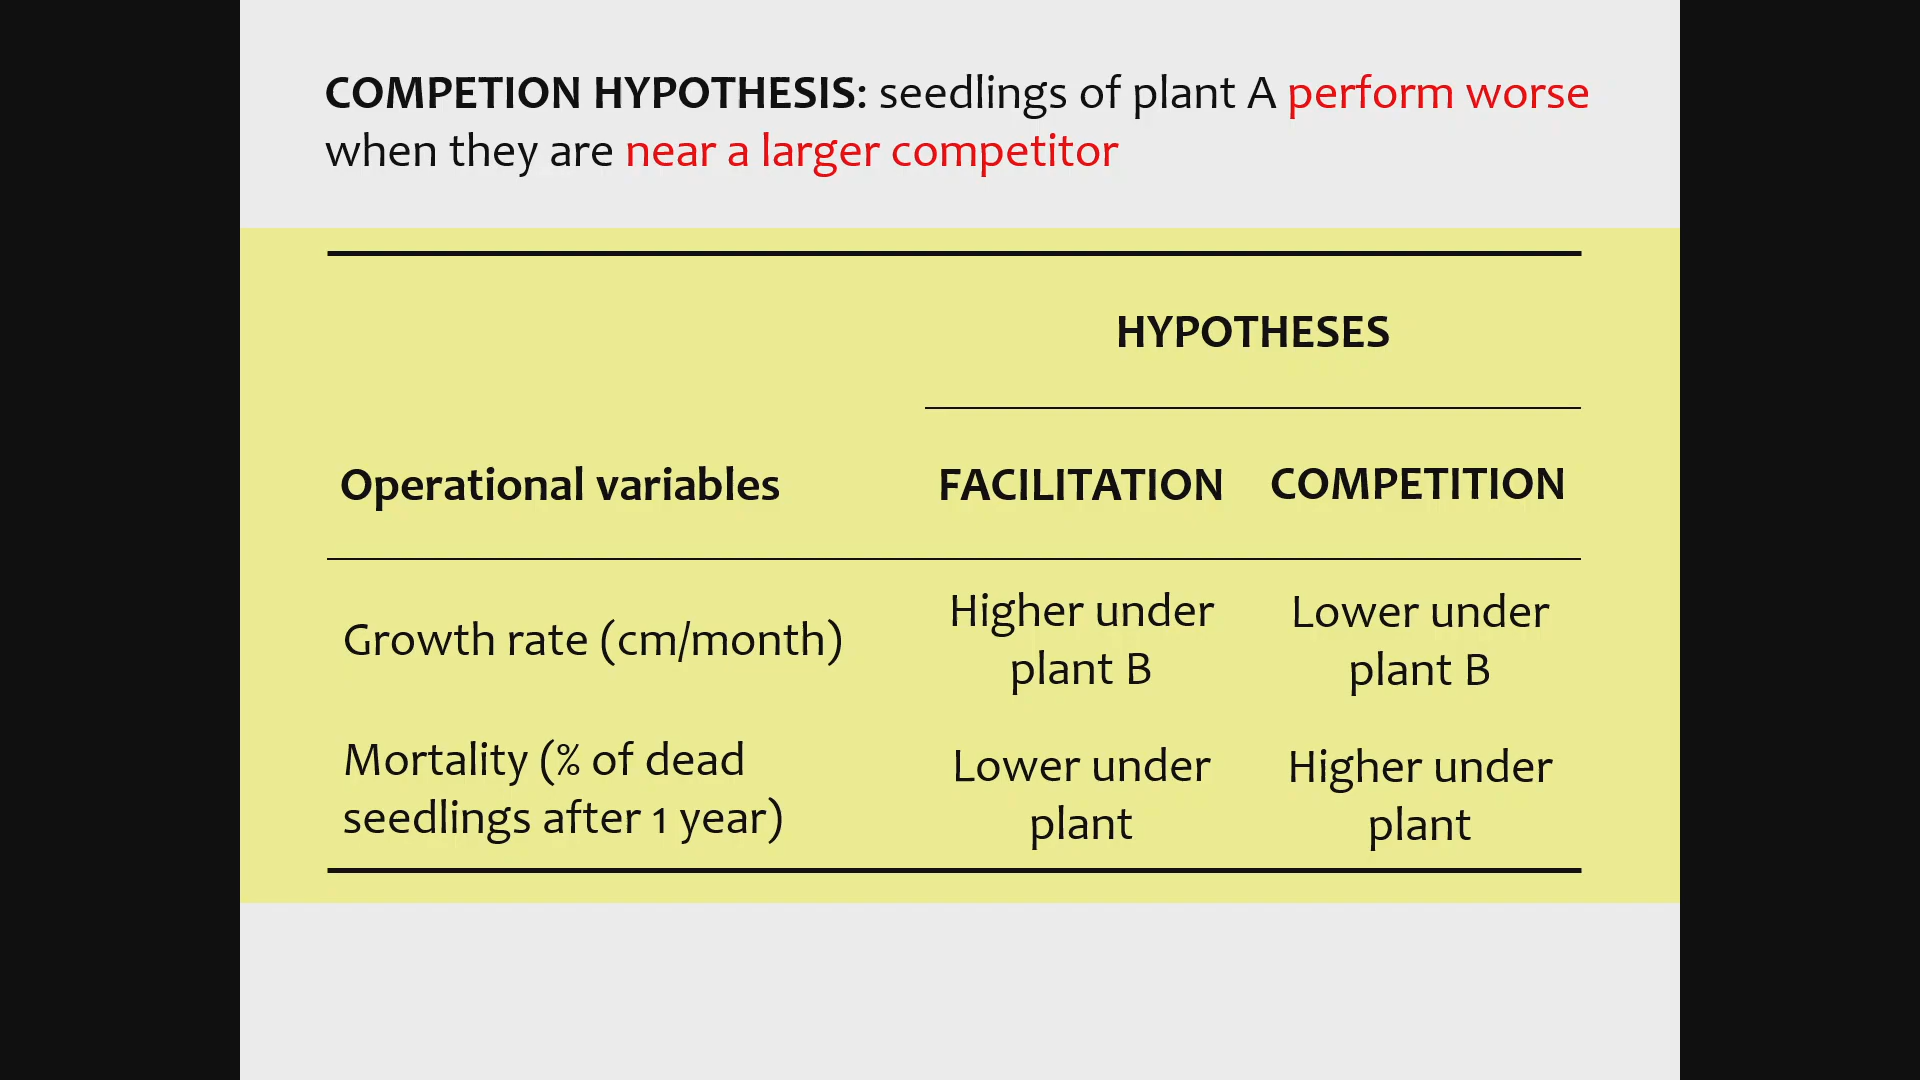 COMPETION HYPOTHESIS: seedlings of plant A perform worse
when they are near a larger competitor
HYPOTHESES
Operational variables FACILITATION COMPETITION
Growth rate (cm/month)
Higher under
plant B
Lower under
plant B
Mortality (% of dead
seedlings after 1 year)
Lower under
plant
Higher under
plant